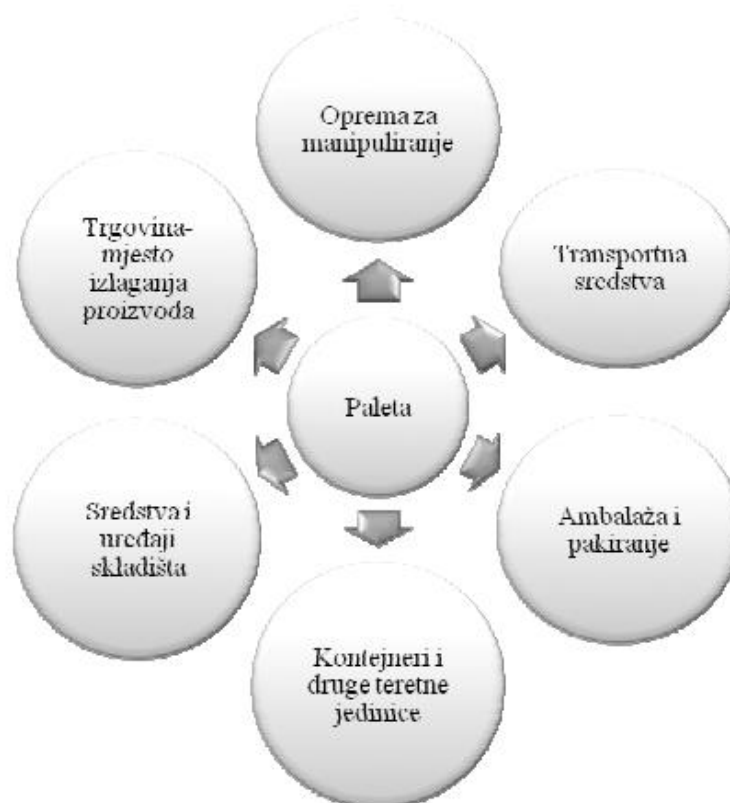 Oprema za
manipuliranje
Transportna
sredstva
Ambalaža i
pakiranje
Kontejneri i
druge teretne
jedinice
Sredstva i
uređaji
skladišta
Trgovina-
mjesto
izlaganja
proizvoda
Paleta